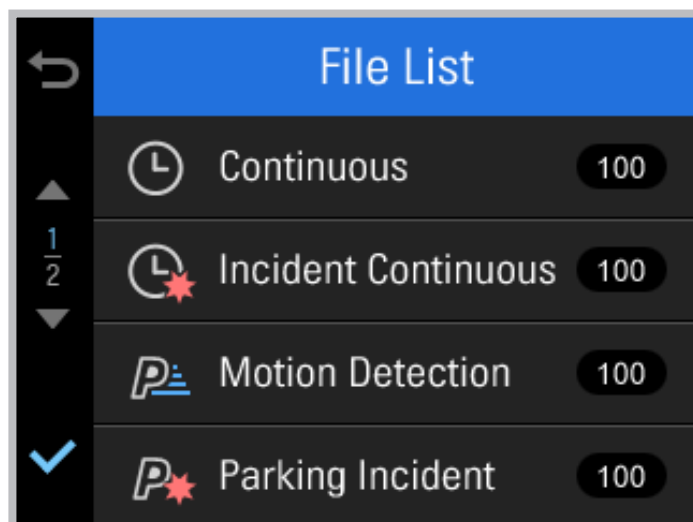 File List
Continuous 100
1
2
Incident Continuous 100
P Motion Detection 100
P Parking Incident 100